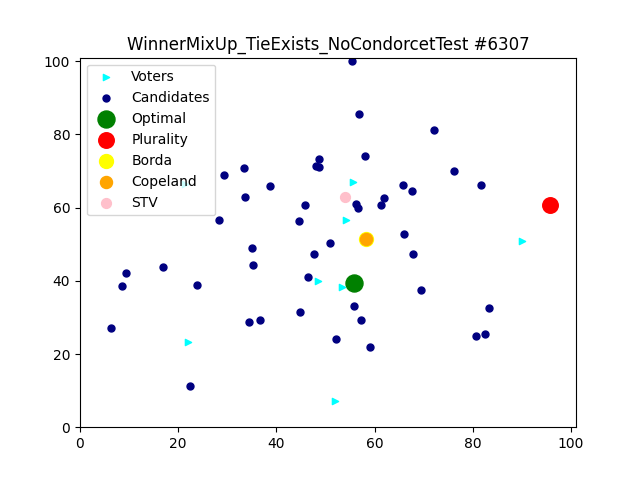 WinnerMixUp_TieExists_NoCondorcetTest #6307
Voters
Candidates
Optimal
Plurality
Borda
Copeland
STV
100
80
60
40
20
0
0 20 40 60 80 100